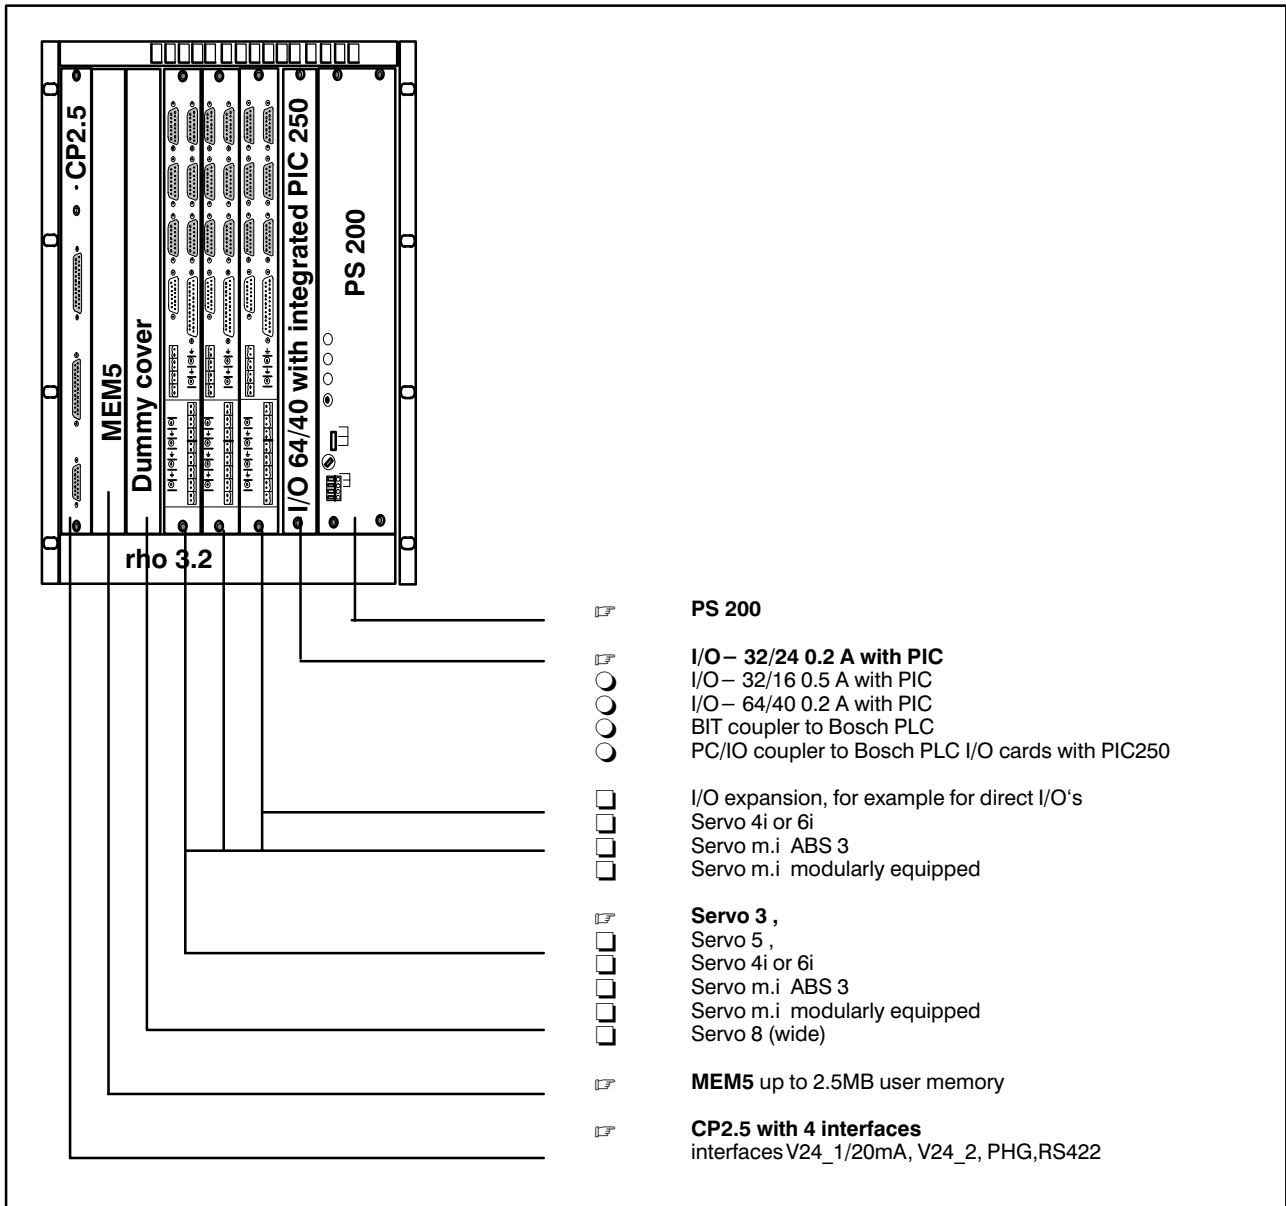 CP2.5
MEM5
Dummy cover
I/O 64/40 with integrated PIC 250
PS 200
rho 3.2
PS 200
I/O– 32/24 0.2 A with PIC
I/O– 32/16 0.5 A with PIC
I/O– 64/40 0.2 A with PIC
BIT coupler to Bosch PLC
PC/IO coupler to Bosch PLC I/O cards with PIC250
I/O expansion, for example for direct I/O‘s
Servo 4i or 6i
Servo m.i ABS 3
Servo m.i modularly equipped
Servo 3 ,
Servo 5 ,
Servo 4i or 6i
Servo m.i ABS 3
Servo m.i modularly equipped
Servo 8 (wide)
MEM5 up to 2.5MB user memory
CP2.5 with 4 interfaces
interfaces V24_1/20mA, V24_2, PHG,RS422